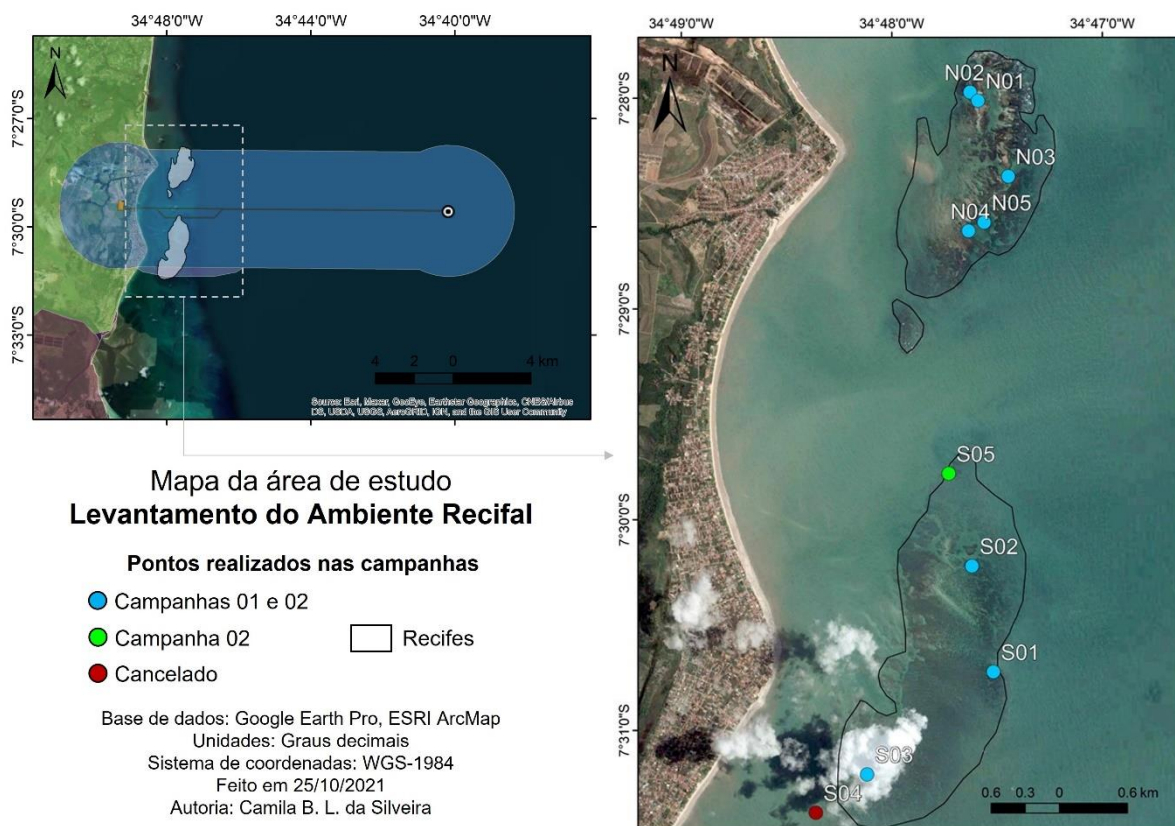 34°48'0"W 34°44'0"W 34°40'0"W
N
7°27'0"S
7°30'0"S
7°33'0"S
4 2 0 4 km
Source: Esri, Maxar, GeoEye, Earthstar Geographics, CNES/Airbus
DS, USDA, USGS, AeroGRID, IGN, and the GIS User Community
Mapa da área de estudo
Levantamento do Ambiente Recifal
Pontos realizados nas campanhas
Campanhas 01 e 02
Campanha 02 Recifes
Cancelado
Base de dados: Google Earth Pro, ESRI ArcMap
Unidades: Graus decimais
Sistema de coordenadas: WGS-1984
Feito em 25/10/2021
Autoria: Camila B. L. da Silveira
34°49'0"W 34°48'0"W 34°47'0"W
N
7°28'0"S
7°29'0"S
7°30'0"S
7°31'0"S
N02 N01
N03
N04 N05
S05
S02
S01
S03
S04
0.6 0.3 0 0.6 km